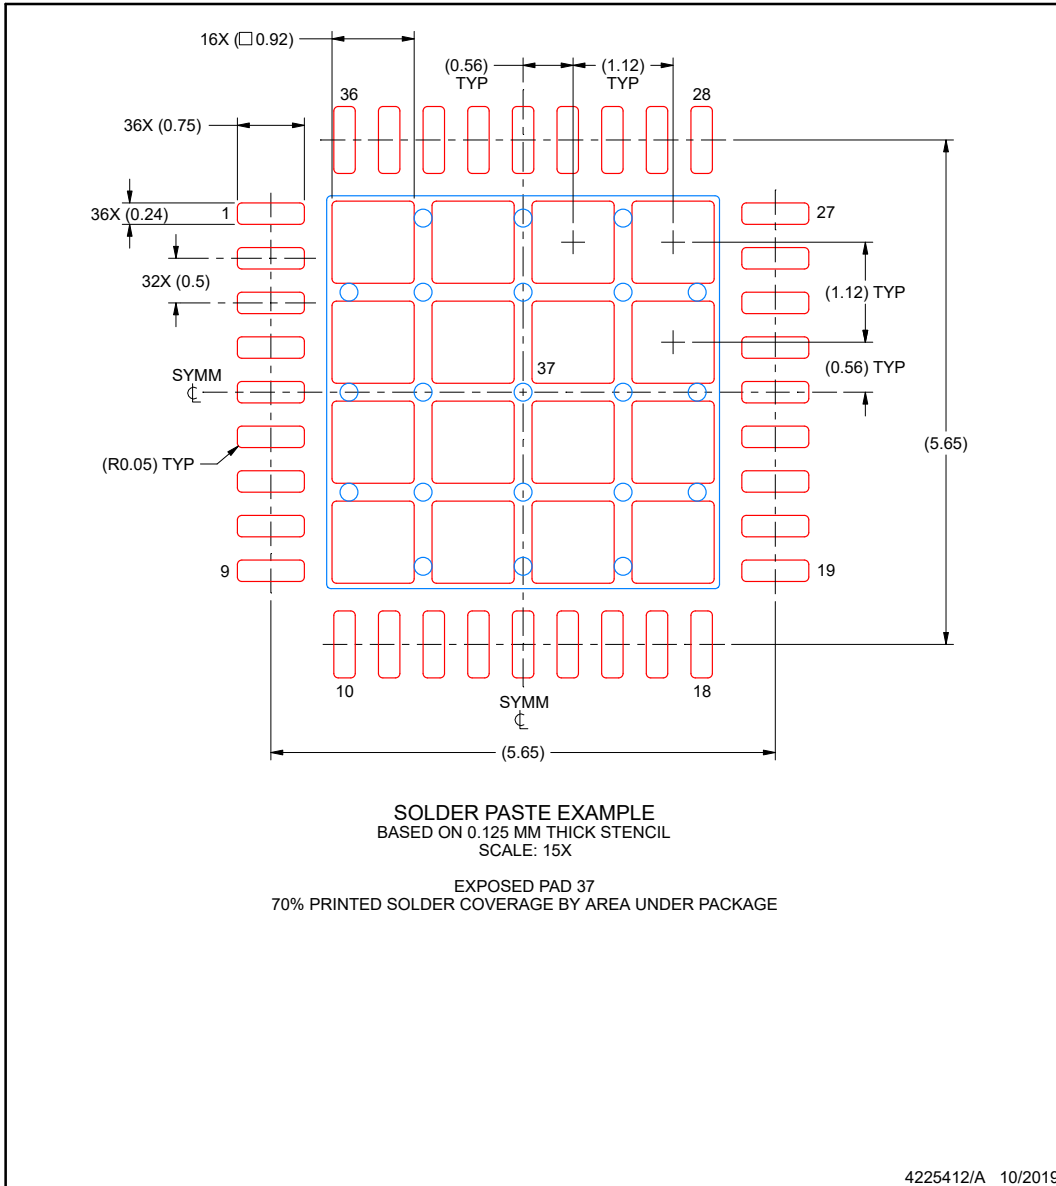 16X (□ 0.92)
(0.56)
TYP
(1.12)
TYP
36
28
36X (0.75)
36X (0.24)
1
27
32X (0.5)
(1.12) TYP
37
(0.56) TYP
SYMM
℄
(5.65)
(R0.05) TYP
9
19
10
18
SYMM
℄
(5.65)
SOLDER PASTE EXAMPLE
BASED ON 0.125 MM THICK STENCIL
SCALE: 15X
EXPOSED PAD 37
70% PRINTED SOLDER COVERAGE BY AREA UNDER PACKAGE
4225412/A 10/2019